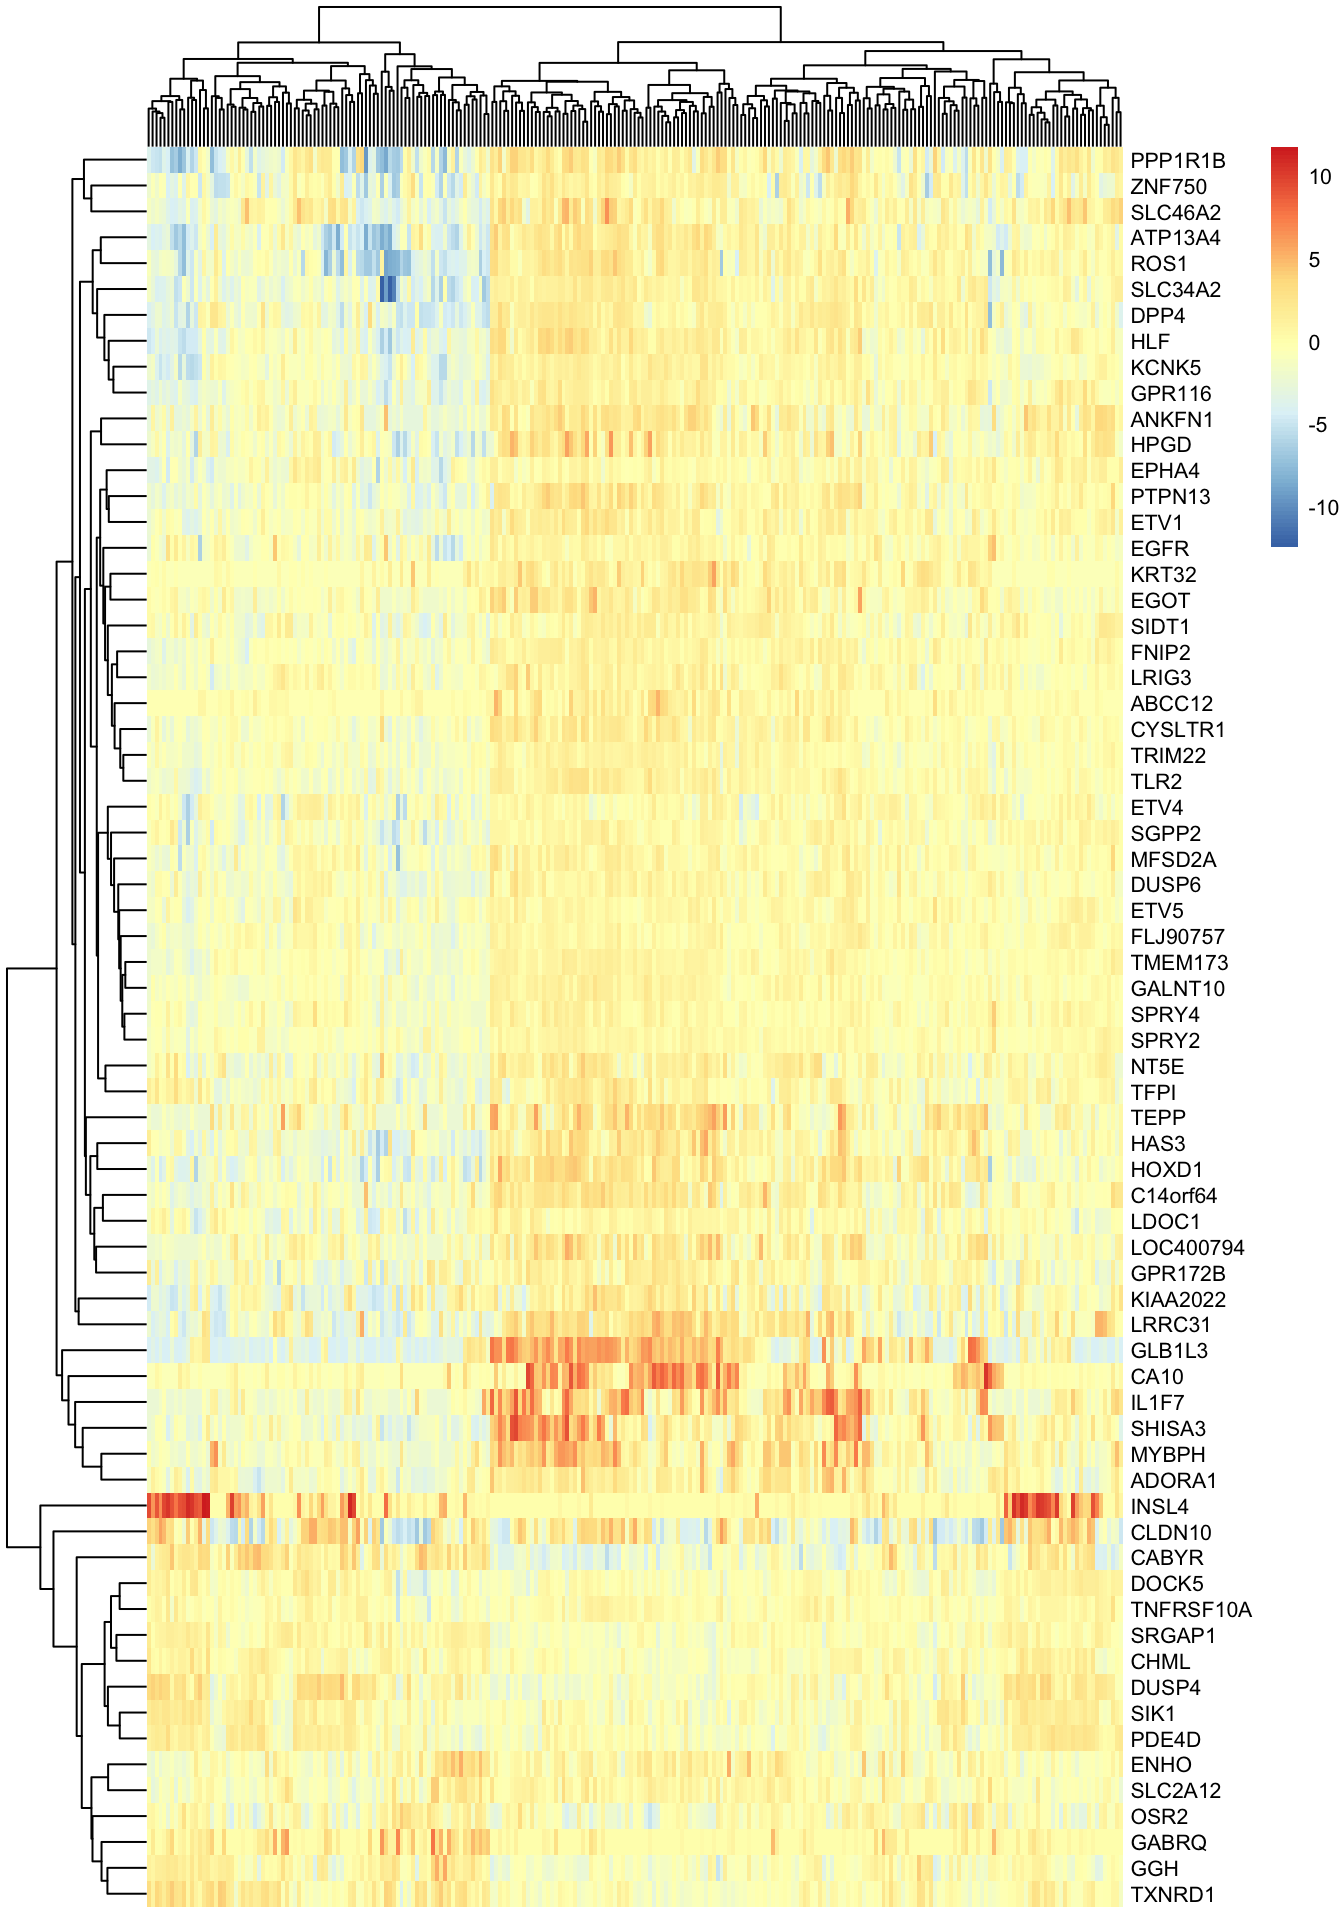 PPP1R1B
ZNF750
SLC46A2
ATP13A4
ROS1
SLC34A2
DPP4
HLF
KCNK5
GPR116
ANKFN1
HPGD
EPHA4
PTPN13
ETV1
EGFR
KRT32
EGOT
SIDT1
FNIP2
LRIG3
ABCC12
CYSLTR1
TRIM22
TLR2
ETV4
SGPP2
MFSD2A
DUSP6
ETV5
FLJ90757
TMEM173
GALNT10
SPRY4
SPRY2
NT5E
TFPI
TEPP
HAS3
HOXD1
C14orf64
LDOC1
LOC400794
GPR172B
KIAA2022
LRRC31
GLB1L3
CA10
IL1F7
SHISA3
MYBPH
ADORA1
INSL4
CLDN10
CABYR
DOCK5
TNFRSF10A
SRGAP1
CHML
DUSP4
SIK1
PDE4D
ENHO
SLC2A12
OSR2
GABRQ
GGH
TXNRD1
10
5
0
-5
-10